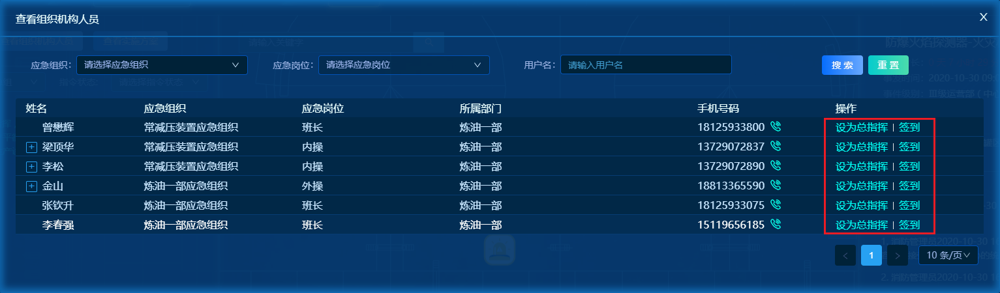 查看组织机构人员 X
应急组织: 请选择应急组织 应急岗位: 请选择应急岗位 用户名: 请输入用户名 搜索 重置
姓名 应急组织 应急岗位 所属部门 手机号码 操作
曾懋辉 常减压装置应急组织 班长 炼油一部 18125933800 设为总指挥 | 签到
梁顶华 常减压装置应急组织 内操 炼油一部 13729072837 设为总指挥 | 签到
李松 常减压装置应急组织 内操 炼油一部 13729072890 设为总指挥 | 签到
金山 炼油一部应急组织 外操 炼油一部 18813365590 设为总指挥 | 签到
张钦升 炼油一部应急组织 班长 炼油一部 18125933075 设为总指挥 | 签到
李春强 炼油一部应急组织 班长 炼油一部 15119656185 设为总指挥 | 签到
< 1 > 10 条/页